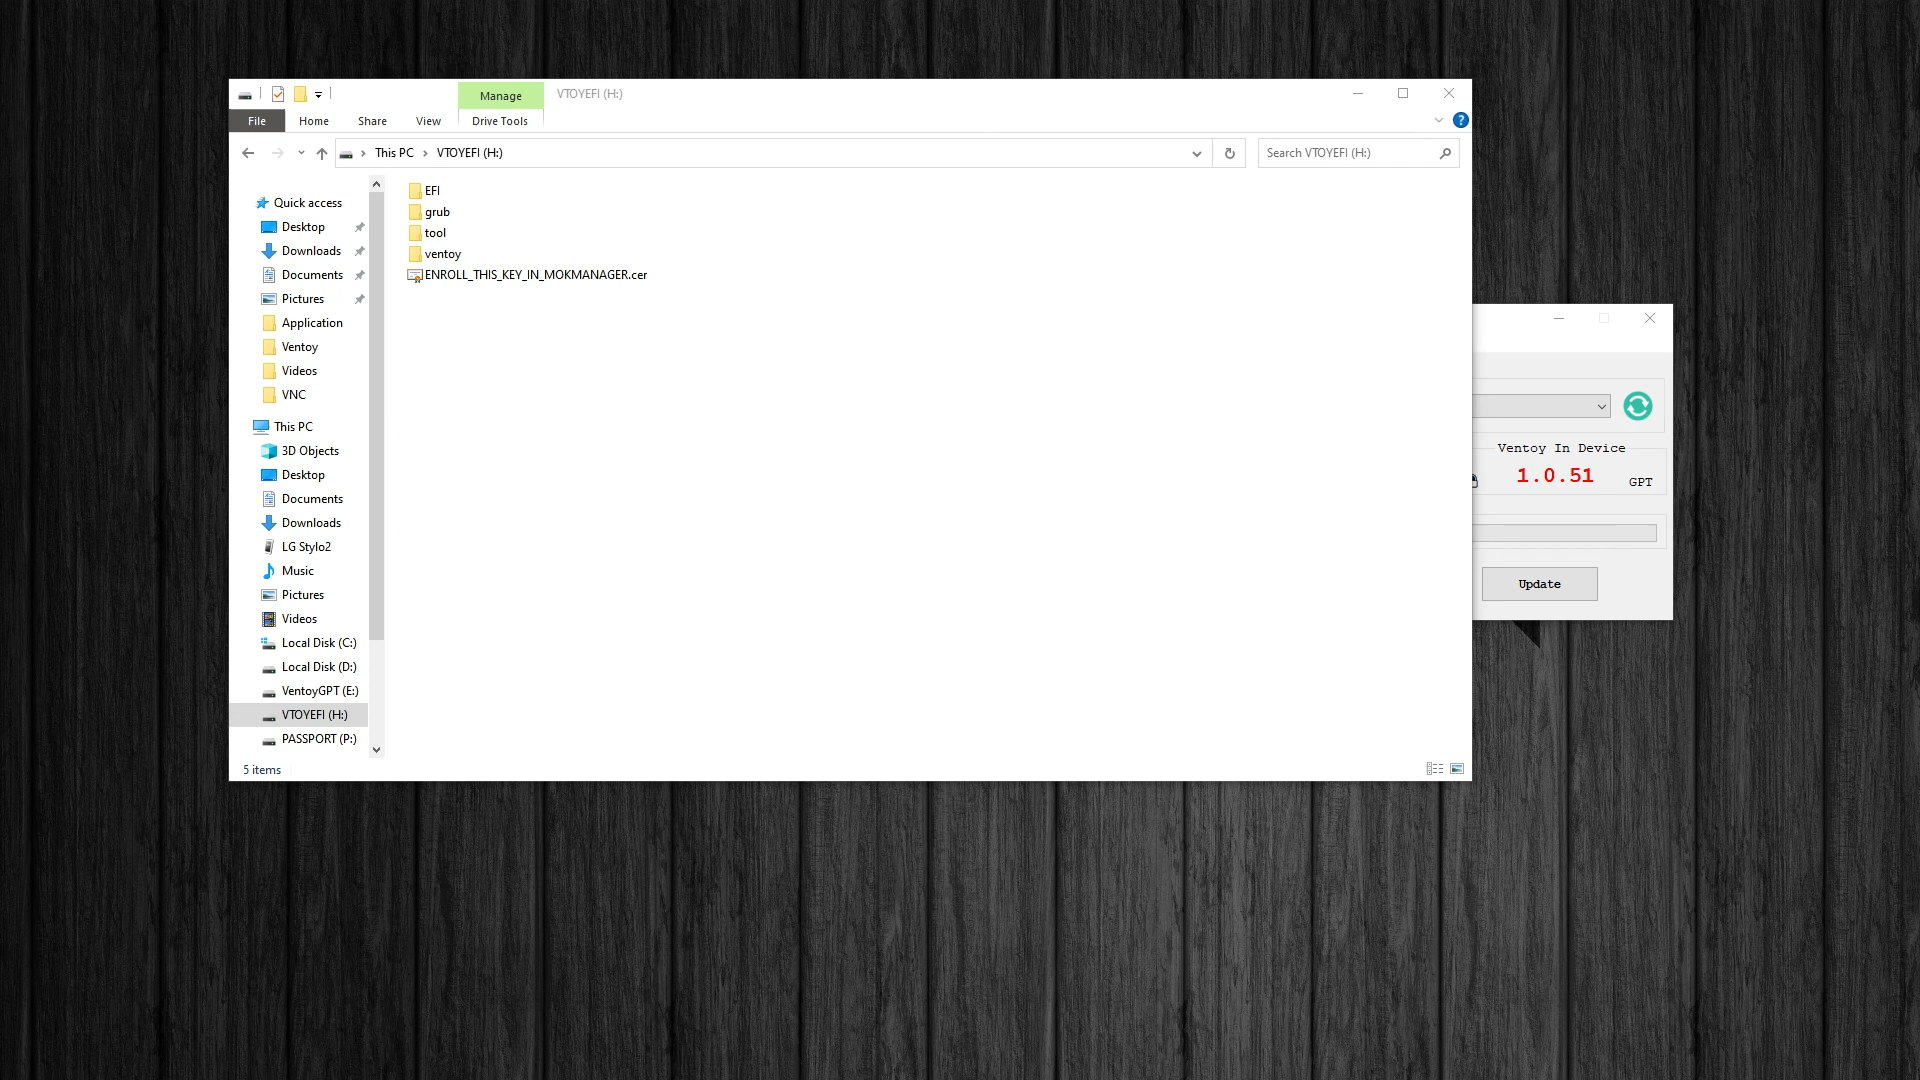 Manage
VTOYEFI (H:)
File
Home
Share
View
Drive Tools
?
This PC
VTOYEFI (H:)
Search VTOYEFI (H:)
Quick access
Desktop
Downloads
Documents
Pictures
Application
Ventoy
Videos
VNC
This PC
3D Objects
Desktop
Documents
Downloads
LG Stylo2
Music
Pictures
Videos
Local Disk (C:)
Local Disk (D:)
VentoyGPT (E:)
VTOYEFI (H:)
PASSPORT (P:)
EFI
grub
tool
ventoy
ENROLL_THIS_KEY_IN_MOKMANAGER.cer
5 items
Ventoy In Device
1.0.51
GPT
Update